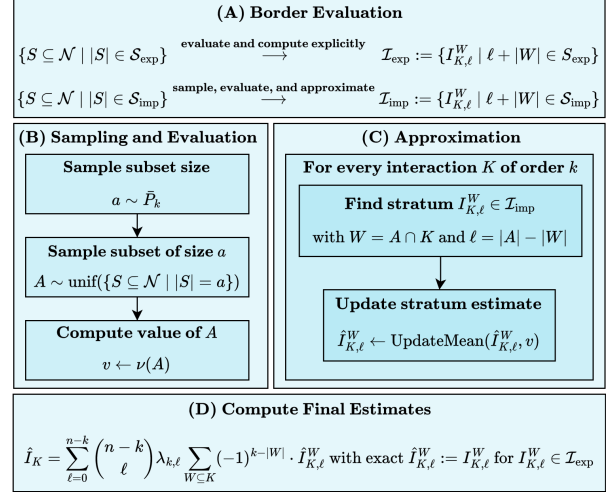 (A) Border Evaluation
{S ⊆ 𝒩 | |S| ∈ 𝒮_exp} evaluate and compute explicitly ⟶ ℐ_exp := {I^W_{K,ℓ} | ℓ + |W| ∈ S_exp}
{S ⊆ 𝒩 | |S| ∈ 𝒮_imp} sample, evaluate, and approximate ⟶ ℐ_imp := {I^W_{K,ℓ} | ℓ + |W| ∈ 𝒮_imp}
(B) Sampling and Evaluation
Sample subset size
a ∼ P̄_k
Sample subset of size a
A ∼ unif({S ⊆ 𝒩 | |S| = a})
Compute value of A
v ← ν(A)
(C) Approximation
For every interaction K of order k
Find stratum I^W_{K,ℓ} ∈ ℐ_imp
with W = A ∩ K and ℓ = |A| − |W|
Update stratum estimate
Î^W_{K,ℓ} ← UpdateMean(Î^W_{K,ℓ}, v)
(D) Compute Final Estimates
Î_K = ∑_{ℓ=0}^{n−k} (n−k choose ℓ) λ_{k,ℓ} ∑_{W⊆K} (−1)^{k−|W|} · Î^W_{K,ℓ} with exact Î^W_{K,ℓ} := I^W_{K,ℓ} for I^W_{K,ℓ} ∈ ℐ_exp